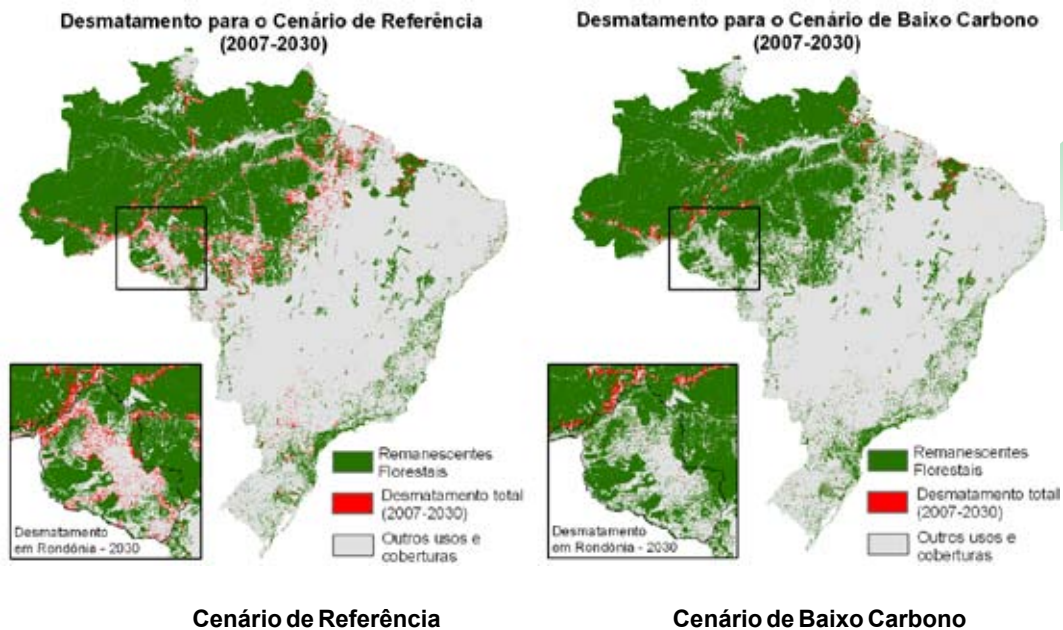 Desmatamento para o Cenário de Referência
(2007-2030)
Desmatamento para o Cenário de Baixo Carbono
(2007-2030)
Remanescentes
Florestais
Desmatamento total
(2007-2030)
Outros usos e
coberturas
Desmatamento
em Rondônia - 2030
Remanescentes
Florestais
Desmatamento total
(2007-2030)
Outros usos e
coberturas
Desmatamento
em Rondônia - 2030
Cenário de Referência
Cenário de Baixo Carbono